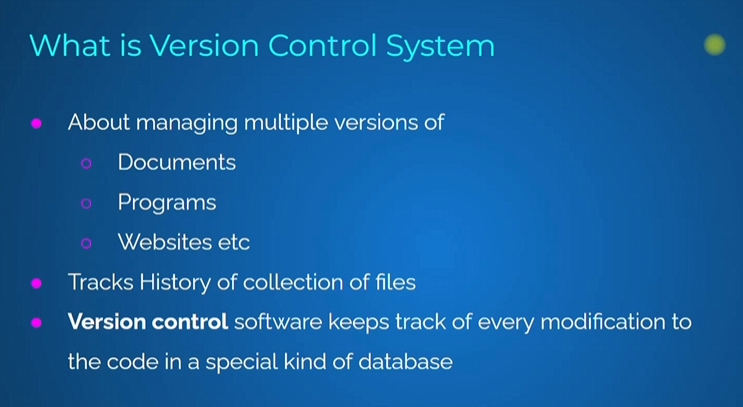 What is Version Control System
About managing multiple versions of
Documents
Programs
Websites etc
Tracks History of collection of files
Version control software keeps track of every modification to
the code in a special kind of database